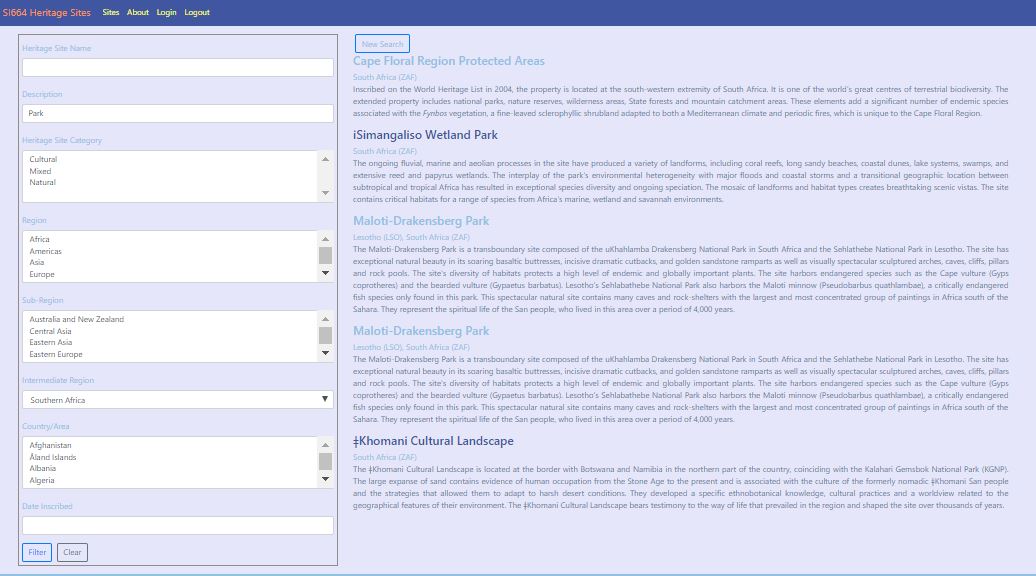 SI664 Heritage Sites Sites About Login Logout
Heritage Site Name
Description
Park
Heritage Site Category
Cultural
Mixed
Natural
Region
Africa
Americas
Asia
Europe
Sub-Region
Australia and New Zealand
Central Asia
Eastern Asia
Eastern Europe
Intermediate Region
Southern Africa
Country/Area
Afghanistan
Åland Islands
Albania
Algeria
Date Inscribed
Filter Clear
New Search
Cape Floral Region Protected Areas
South Africa (ZAF)
Inscribed on the World Heritage List in 2004, the property is located at the south-western extremity of South Africa. It is one of the world's great centres of terrestrial biodiversity. The
extended property includes national parks, nature reserves, wilderness areas, State forests and mountain catchment areas. These elements add a significant number of endemic species
associated with the Fynbos vegetation, a fine-leaved sclerophyllic shrubland adapted to both a Mediterranean climate and periodic fires, which is unique to the Cape Floral Region.
iSimangaliso Wetland Park
South Africa (ZAF)
The ongoing fluvial, marine and aeolian processes in the site have produced a variety of landforms, including coral reefs, long sandy beaches, coastal dunes, lake systems, swamps, and
extensive reed and papyrus wetlands. The interplay of the park's environmental heterogeneity with major floods and coastal storms and a transitional geographic location between
subtropical and tropical Africa has resulted in exceptional species diversity and ongoing speciation. The mosaic of landforms and habitat types creates breathtaking scenic vistas. The site
contains critical habitats for a range of species from Africa's marine, wetland and savannah environments.
Maloti-Drakensberg Park
Lesotho (LSO), South Africa (ZAF)
The Maloti-Drakensberg Park is a transboundary site composed of the uKhahlamba Drakensberg National Park in South Africa and the Sehlathebe National Park in Lesotho. The site has
exceptional natural beauty in its soaring basaltic buttresses, incisive dramatic cutbacks, and golden sandstone ramparts as well as visually spectacular sculptured arches, caves, cliffs, pillars
and rock pools. The site's diversity of habitats protects a high level of endemic and globally important plants. The site harbors endangered species such as the Cape vulture (Gyps
coprotheres) and the bearded vulture (Gypaetus barbatus). Lesotho's Sehlabathebe National Park also harbors the Maloti minnow (Pseudobarbus quathlambae), a critically endangered
fish species only found in this park. This spectacular natural site contains many caves and rock-shelters with the largest and most concentrated group of paintings in Africa south of the
Sahara. They represent the spiritual life of the San people, who lived in this area over a period of 4,000 years.
Maloti-Drakensberg Park
Lesotho (LSO), South Africa (ZAF)
The Maloti-Drakensberg Park is a transboundary site composed of the uKhahlamba Drakensberg National Park in South Africa and the Sehlathebe National Park in Lesotho. The site has
exceptional natural beauty in its soaring basaltic buttresses, incisive dramatic cutbacks, and golden sandstone ramparts as well as visually spectacular sculptured arches, caves, cliffs, pillars
and rock pools. The site's diversity of habitats protects a high level of endemic and globally important plants. The site harbors endangered species such as the Cape vulture (Gyps
coprotheres) and the bearded vulture (Gypaetus barbatus). Lesotho's Sehlabathebe National Park also harbors the Maloti minnow (Pseudobarbus quathlambae), a critically endangered
fish species only found in this park. This spectacular natural site contains many caves and rock-shelters with the largest and most concentrated group of paintings in Africa south of the
Sahara. They represent the spiritual life of the San people, who lived in this area over a period of 4,000 years.
ǂKhomani Cultural Landscape
South Africa (ZAF)
The ǂKhomani Cultural Landscape is located at the border with Botswana and Namibia in the northern part of the country, coinciding with the Kalahari Gemsbok National Park (KGNP).
The large expanse of sand contains evidence of human occupation from the Stone Age to the present and is associated with the culture of the formerly nomadic ǂKhomani San people
and the strategies that allowed them to adapt to harsh desert conditions. They developed a specific ethnobotanical knowledge, cultural practices and a worldview related to the
geographical features of their environment. The ǂKhomani Cultural Landscape bears testimony to the way of life that prevailed in the region and shaped the site over thousands of years.